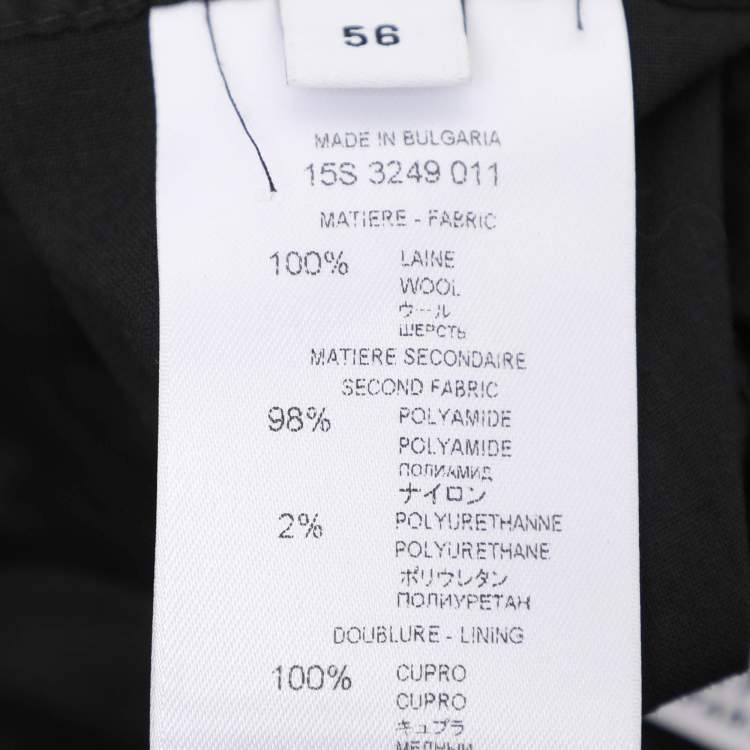 56
MADE IN BULGARIA
15S 3249 011
MATIERE - FABRIC
100% LAINE
WOOL
ウール
ШЕРСТЬ
MATIERE SECONDAIRE
SECOND FABRIC
98% POLYAMIDE
POLYAMIDE
ПОЛИАМИД
ナイロン
2% POLYURETHANNE
POLYURETHANE
ポリウレタン
ПОЛИУРЕТАН
DOUBLURE - LINING
100% CUPRO
CUPRO
キュプラ
МЕДНЫЙ